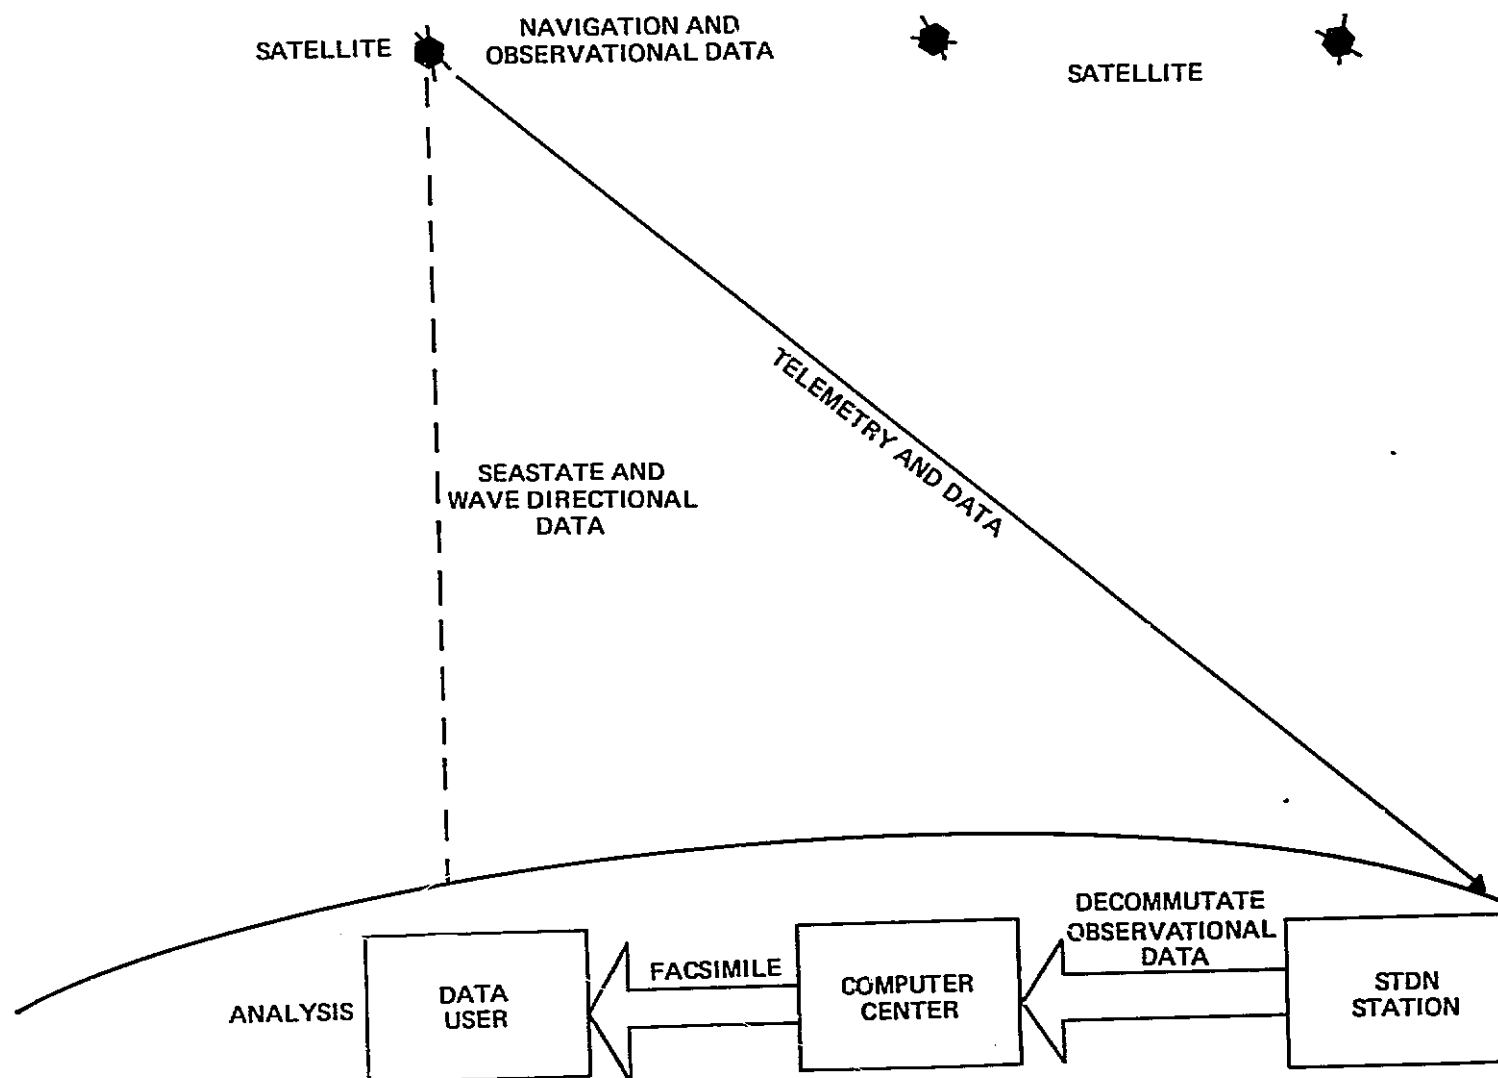 SATELLITE
NAVIGATION AND
OBSERVATIONAL DATA
SATELLITE
TELEMETRY AND DATA
SEASTATE AND
WAVE DIRECTIONAL
DATA
DECOMMUTATE
OBSERVATIONAL
DATA
FACSIMILE
ANALYSIS
DATA
USER
COMPUTER
CENTER
STDN
STATION